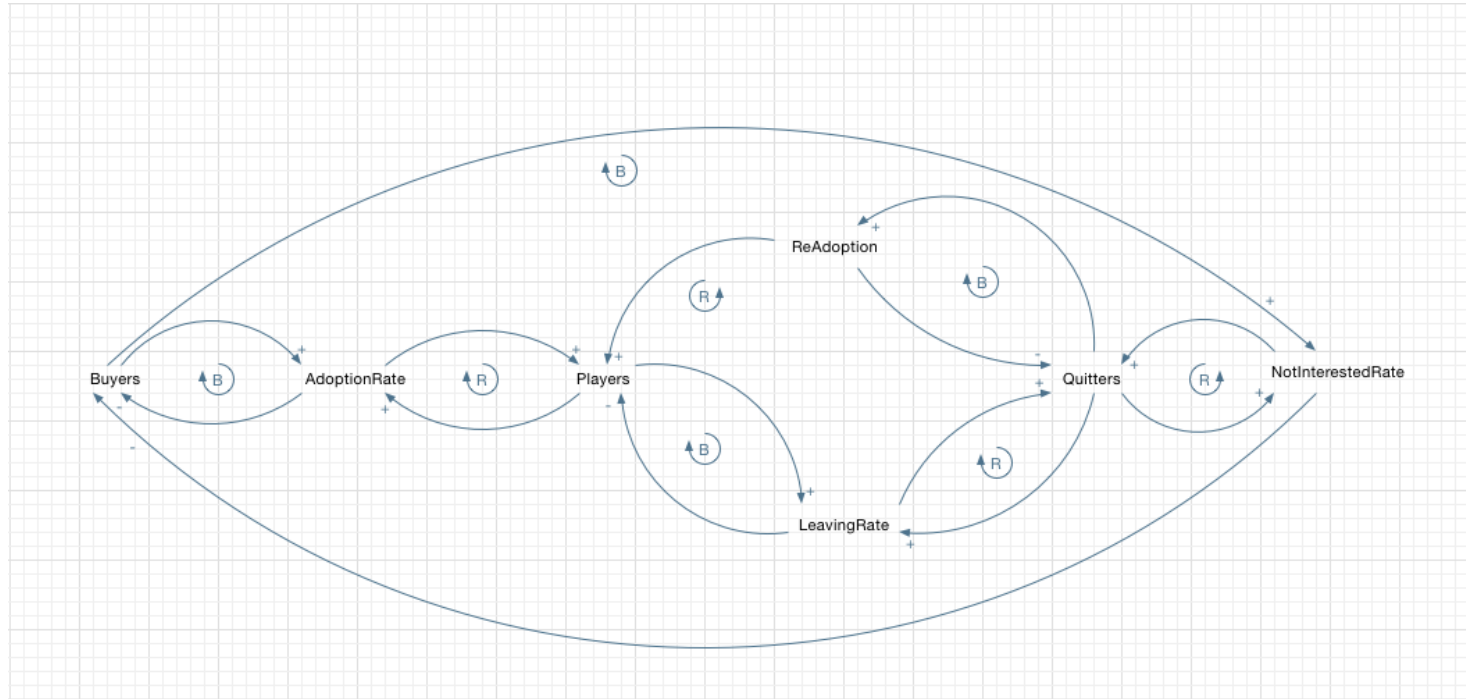 B
+
ReAdoption
B
R
+
+
+
+
-
+
Buyers
B
AdoptionRate
R
Players
+
Quitters
R
NotInterestedRate
-
+
-
+
-
B
R
+
LeavingRate
+